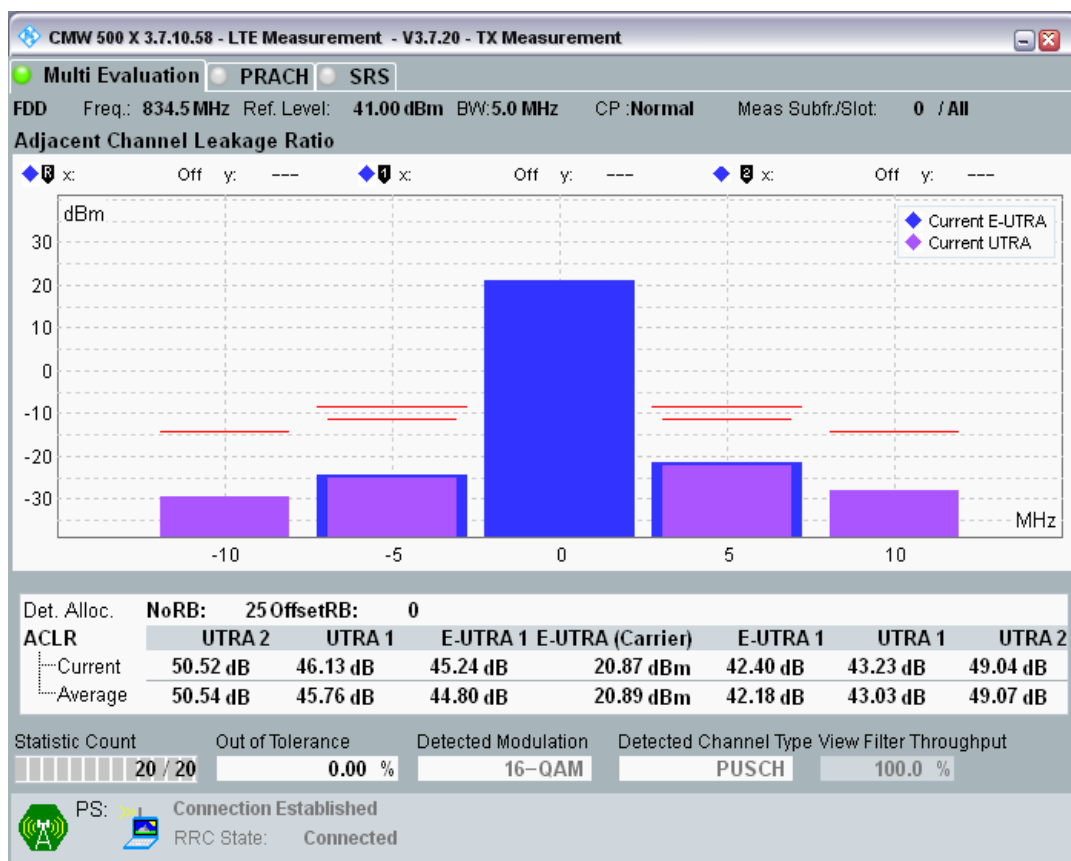 CMW 500 X 3.7.10.58 - LTE Measurement - V3.7.20 - TX Measurement
Multi Evaluation PRACH SRS
FDD Freq.: 834.5 MHz Ref. Level: 41.00 dBm BW:5.0 MHz CP :Normal Meas Subfr./Slot: 0 / All
Adjacent Channel Leakage Ratio
R x: Off y: --- 1 x: Off y: --- 2 x: Off y: ---
dBm
Current E-UTRA
Current UTRA
30
20
10
0
-10
-20
-30
MHz
-10 -5 0 5 10
Det. Alloc. NoRB: 25 OffsetRB: 0
ACLR UTRA 2 UTRA 1 E-UTRA 1 E-UTRA (Carrier) E-UTRA 1 UTRA 1 UTRA 2
Current 50.52 dB 46.13 dB 45.24 dB 20.87 dBm 42.40 dB 43.23 dB 49.04 dB
Average 50.54 dB 45.76 dB 44.80 dB 20.89 dBm 42.18 dB 43.03 dB 49.07 dB
Statistic Count Out of Tolerance Detected Modulation Detected Channel Type View Filter Throughput
20 / 20 0.00 % 16-QAM PUSCH 100.0 %
PS: Connection Established
RRC State: Connected